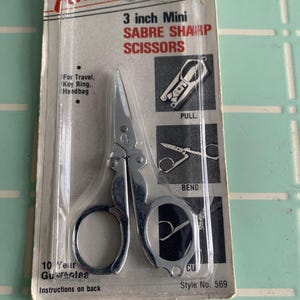 3 inch Mini
SABRE SHARP
SCISSORS
• For Travel,
Key Ring,
Handbag •
PULL
BEND
CU
10 Year
Guarantee
Instructions on back
Style No. 569